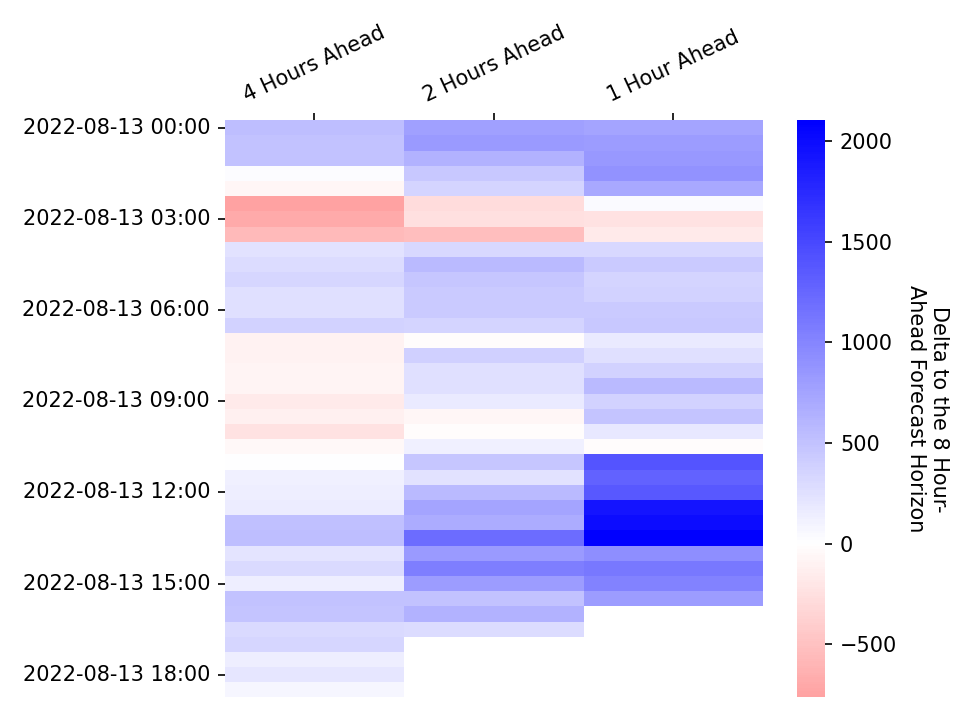 4 Hours Ahead
2 Hours Ahead
1 Hour Ahead
2022-08-13 00:00
2022-08-13 03:00
2022-08-13 06:00
2022-08-13 09:00
2022-08-13 12:00
2022-08-13 15:00
2022-08-13 18:00
2000
1500
1000
500
0
−500
Delta to the 8 Hour-
Ahead Forecast Horizon